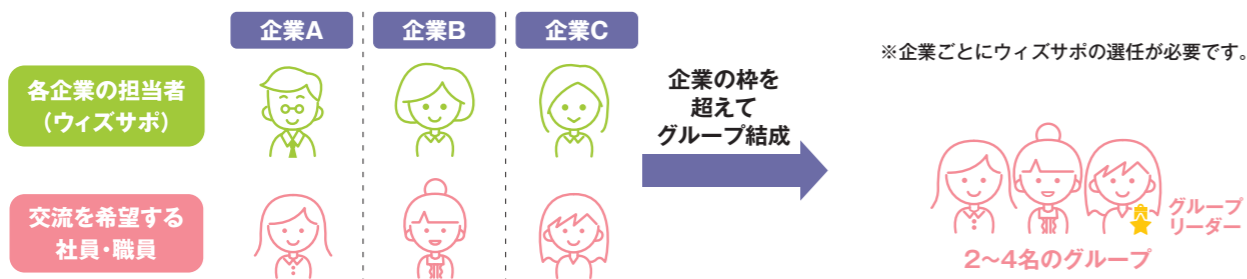 企業A
企業B
企業C
※企業ごとにウィズサポの選任が必要です。
各企業の担当者
（ウィズサポ）
企業の枠を
超えて
グループ結成
交流を希望する
社員・職員
グループ
リーダー
2～4名のグループ